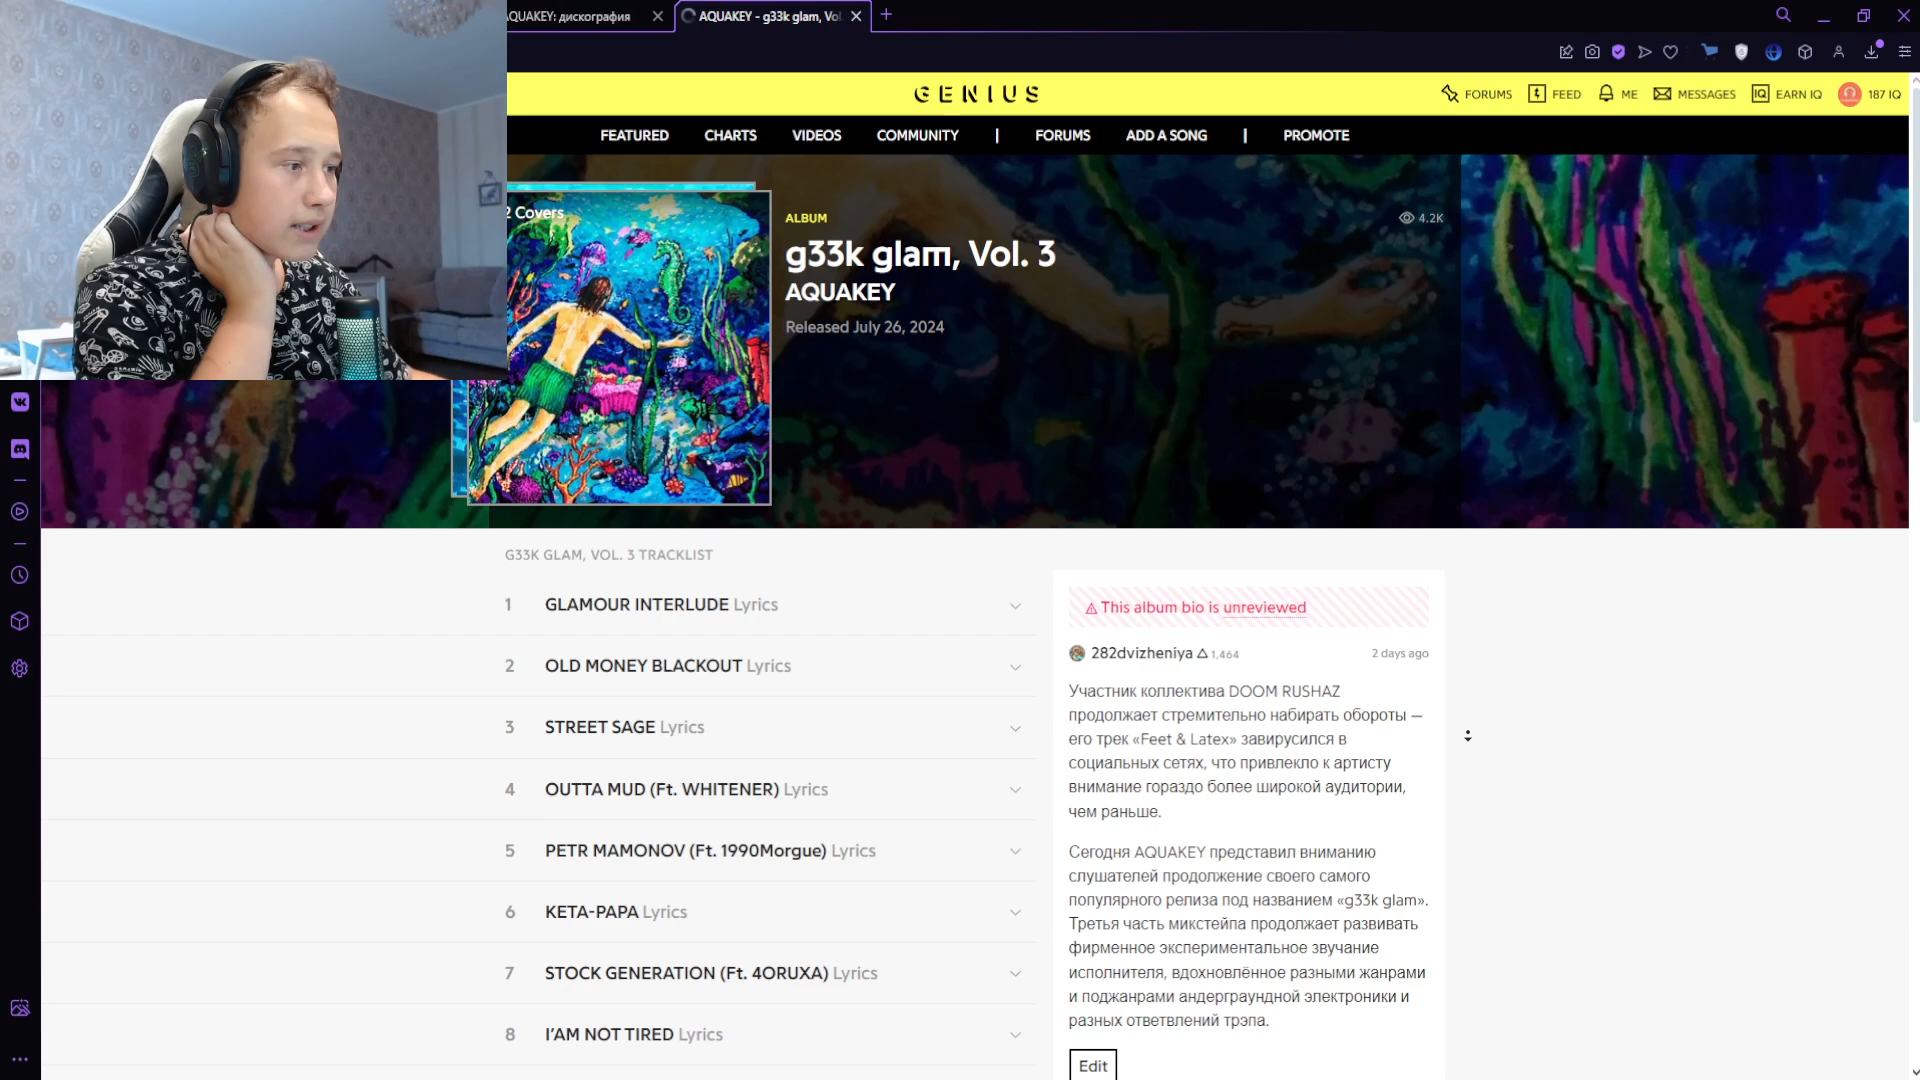 AQUAKEY: дискография
AQUAKEY - g33k glam, Vol
GENIUS
FORUMS
FEED
ME
MESSAGES
IQ EARN IQ
187 IQ
FEATURED
CHARTS
VIDEOS
COMMUNITY
|
FORUMS
ADD A SONG
|
PROMOTE
2 Covers
ALBUM
4.2K
g33k glam, Vol. 3
AQUAKEY
Released July 26, 2024
G33K GLAM, VOL. 3 TRACKLIST
1 GLAMOUR INTERLUDE Lyrics
2 OLD MONEY BLACKOUT Lyrics
3 STREET SAGE Lyrics
4 OUTTA MUD (Ft. WHITENER) Lyrics
5 PETR MAMONOV (Ft. 1990Morgue) Lyrics
6 KETA-PAPA Lyrics
7 STOCK GENERATION (Ft. 4ORUXA) Lyrics
8 I’AM NOT TIRED Lyrics
This album bio is unreviewed
282dvizheniya 1,464
2 days ago
Участник коллектива DOOM RUSHAZ
продолжает стремительно набирать обороты —
его трек «Feet & Latex» завирусился в
социальных сетях, что привлекло к артисту
внимание гораздо более широкой аудитории,
чем раньше.
Сегодня AQUAKEY представил вниманию
слушателей продолжение своего самого
популярного релиза под названием «g33k glam».
Третья часть микстейпа продолжает развивать
фирменное экспериментальное звучание
исполнителя, вдохновлённое разными жанрами
и поджанрами андерграундной электроники и
разных ответвлений трэпа.
Edit